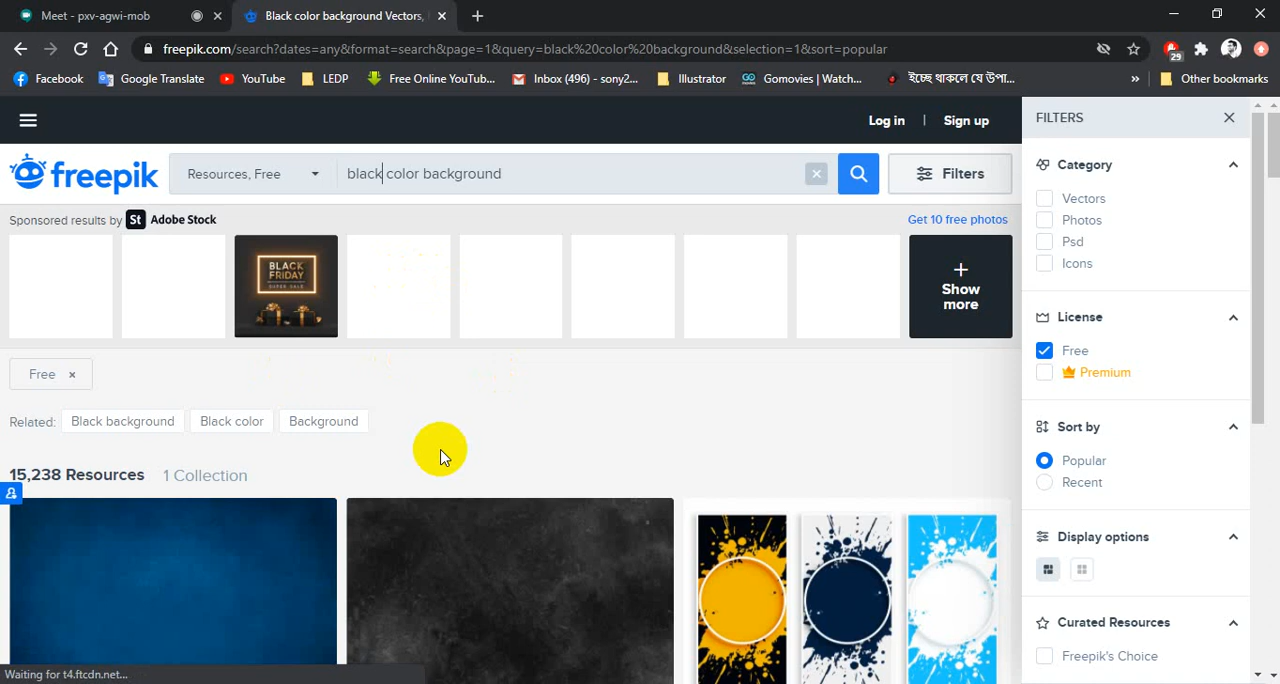 Meet - pxv-agwi-mob
Black color background Vectors,
freepik.com/search?dates=any&format=search&page=1&query=black%20color%20background&selection=1&sort=popular
29
Facebook
Google Translate
YouTube
LEDP
Free Online YouTub...
Inbox (496) - sony2...
Illustrator
Gomovies | Watch...
ইচ্ছে থাকলে যে উপা...
»
Other bookmarks
Log in | Sign up
freepik
Resources, Free
black color background
Filters
Sponsored results by St Adobe Stock
Get 10 free photos
BLACK
FRIDAY
SUPER SALE
+
Show
more
Free ×
Related: Black background Black color Background
15,238 Resources 1 Collection
Waiting for t4.ftcdn.net...
FILTERS
Category
Vectors
Photos
Psd
Icons
License
Free
Premium
Sort by
Popular
Recent
Display options
Curated Resources
Freepik's Choice